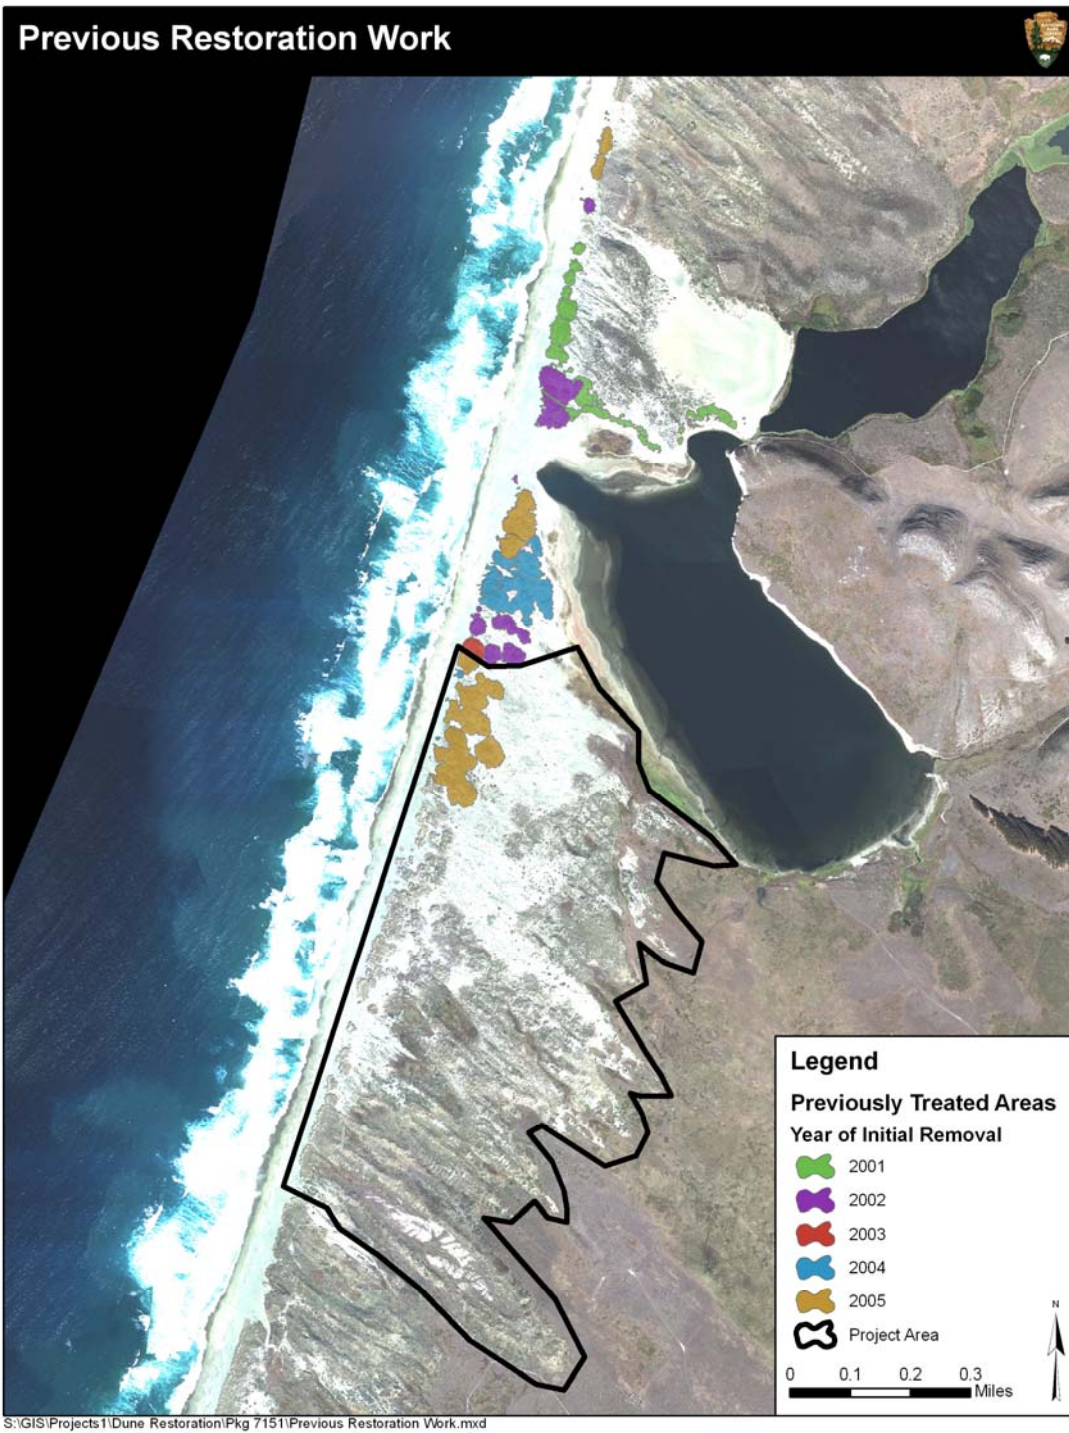 Previous Restoration Work
Legend
Previously Treated Areas
Year of Initial Removal
2001
2002
2003
2004
2005
Project Area
N
0 0.1 0.2 0.3
Miles
S:\GIS\Projects1\Dune Restoration\Pkg 7151\Previous Restoration Work.mxd